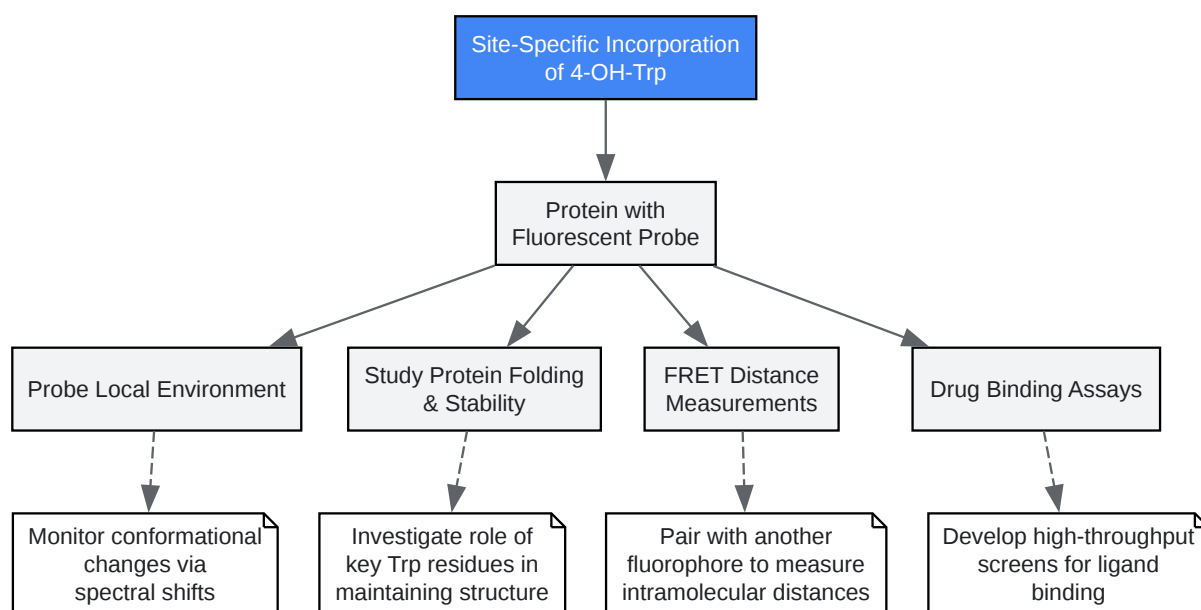 Site-Specific Incorporation
of 4-OH-Trp
Protein with
Fluorescent Probe
Probe Local Environment
Study Protein Folding
& Stability
FRET Distance
Measurements
Drug Binding Assays
Monitor conformational
changes via
spectral shifts
Investigate role of
key Trp residues in
maintaining structure
Pair with another
fluorophore to measure
intramolecular distances
Develop high-throughput
screens for ligand
binding